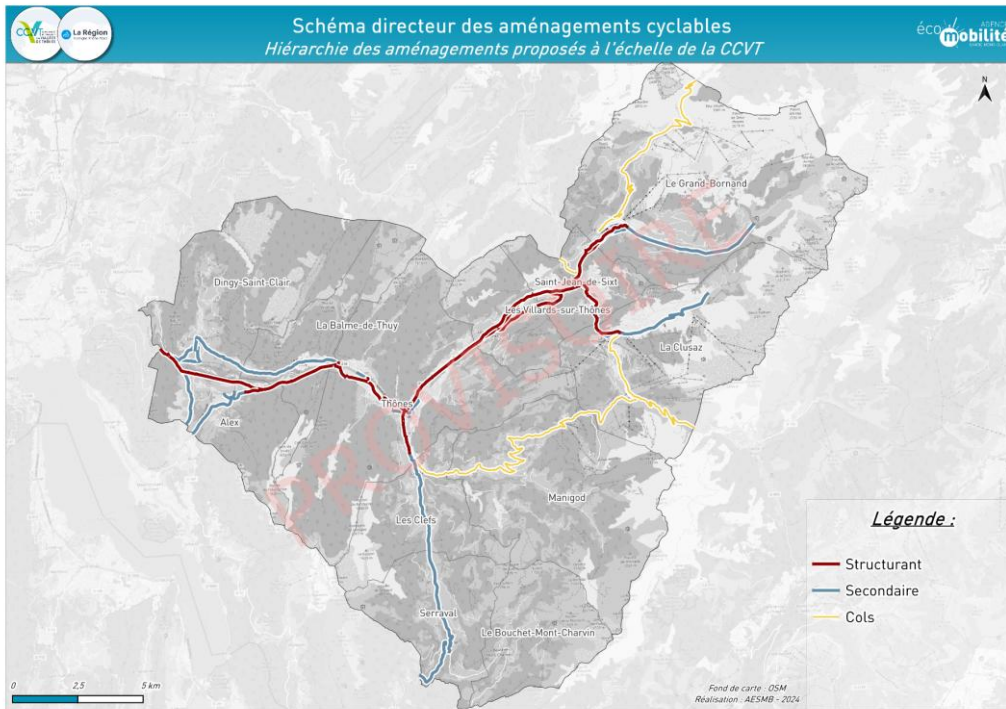 Schéma directeur des aménagements cyclables
Hiérarchie des aménagements proposés à l'échelle de la CCVT
CCVT
La Région
éco
mobilité
AGENCE
N
Le Grand-Bornand
Dingy-Saint-Clair
Saint-Jean-de-Sixt
Les Villards-sur-Thônes
La Balme-de-Thuy
La Clusaz
Thônes
Alex
Manigod
Les Clefs
Serraval
Le Bouchet-Mont-Charvin
PROVISOIRE
Légende :
Structurant
Secondaire
Cols
0 2,5 5 km
Fond de carte : OSM
Réalisation : AESMB - 2024